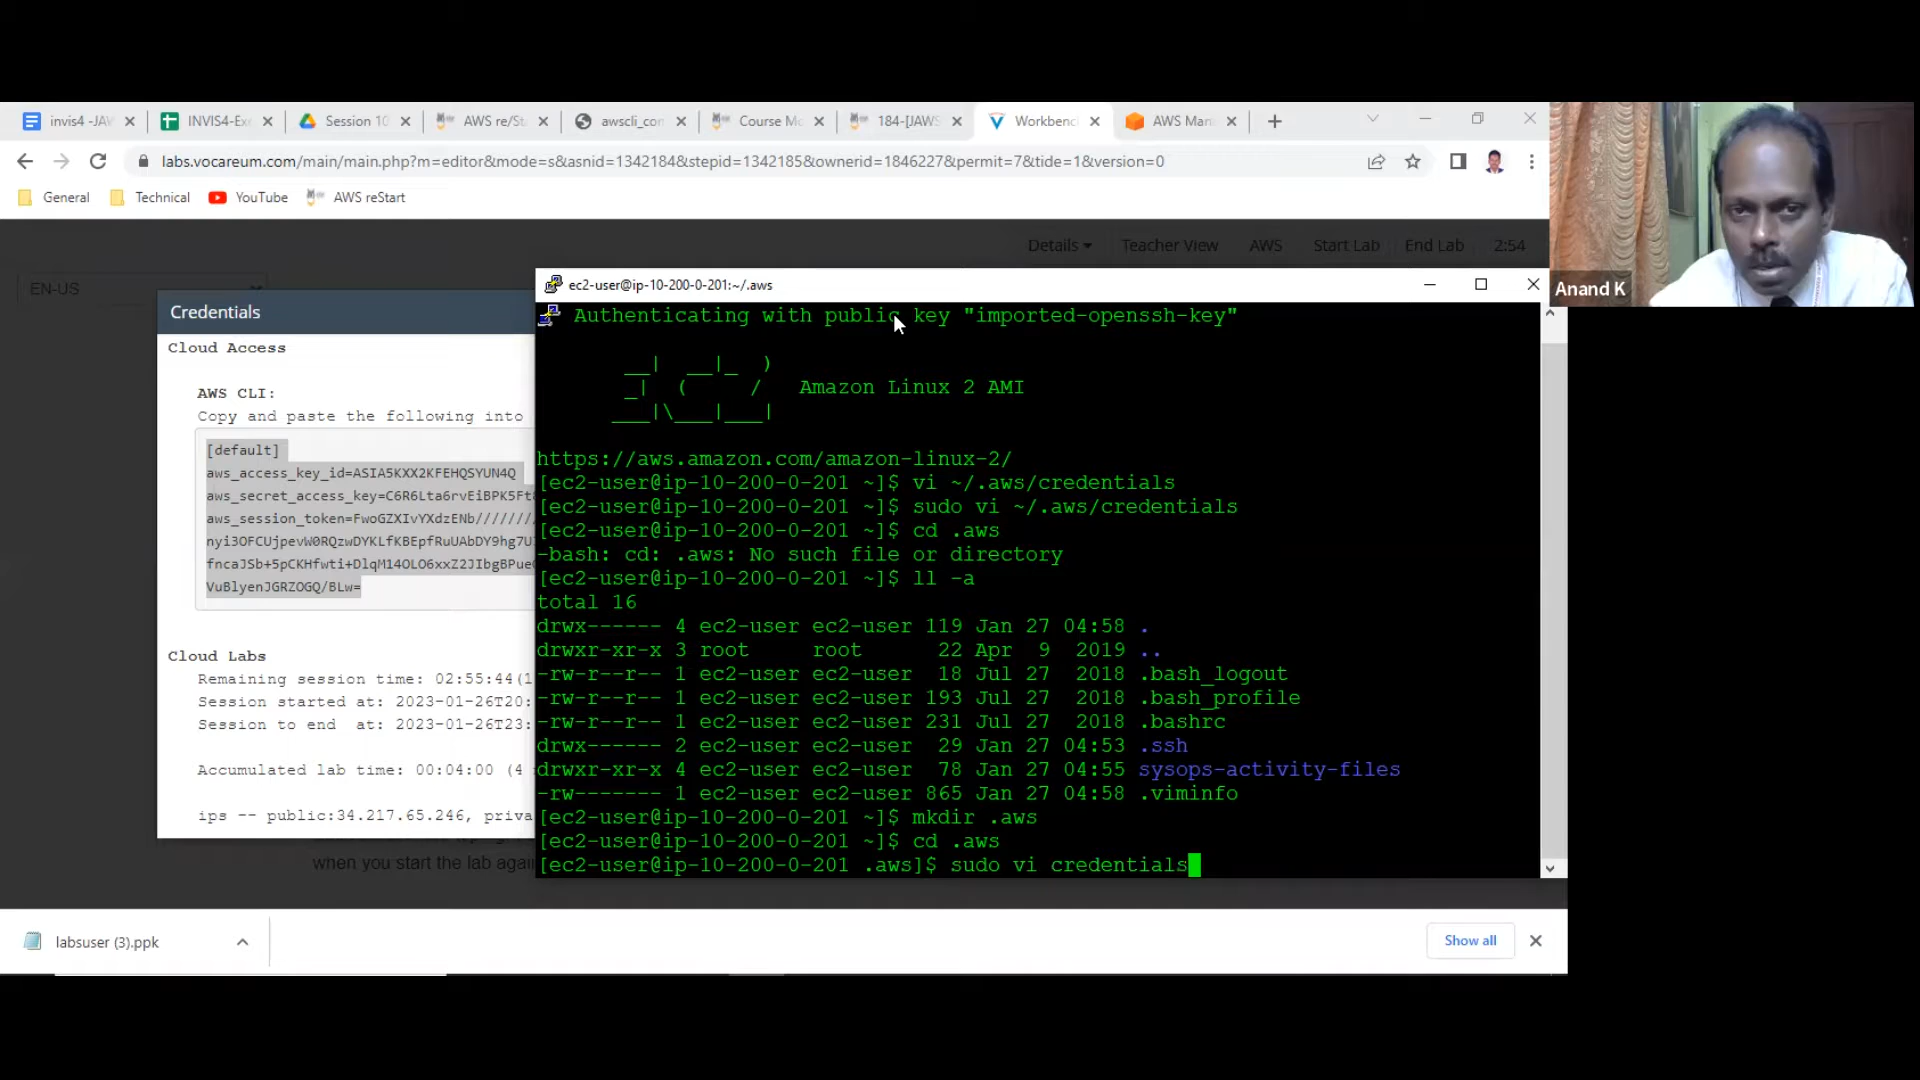 invis4 -JAV
INVIS4-Exe
Session 10
AWS re/Sta
awscli_con
Course Mo
184-[JAWS
Workbenc
AWS Man
labs.vocareum.com/main/main.php?m=editor&mode=s&asnid=1342184&stepid=1342185&ownerid=1846227&permit=7&tide=1&version=0
General
Technical
YouTube
AWS reStart
Details
Teacher View
AWS
Start Lab
End Lab
2:54
EN-US
Anand K
Credentials
Cloud Access
AWS CLI:
Copy and paste the following into
[default]
aws_access_key_id=ASIA5KXX2KFEHQSYUN4Q
aws_secret_access_key=C6R6Lta6rvEiBPK5Ft
aws_session_token=FwoGZXIvYXdzENb////////
nyi3OFCUjpevW0RQzwDYKLfKBEpfRuUAbDY9hg7U
fncaJSb+5pCKHfwti+DlqM14OLO6xxZ2JIbgBPue
VuBlyenJGRZOGQ/BLw=
Cloud Labs
Remaining session time: 02:55:44(1
Session started at: 2023-01-26T20:
Session to end  at: 2023-01-26T23:
Accumulated lab time: 00:04:00 (4
ips -- public:34.217.65.246, priva
when you start the lab agai
ec2-user@ip-10-200-0-201:~/.aws
Authenticating with public key "imported-openssh-key"
__|  __|_  )
_|  (     /   Amazon Linux 2 AMI
___|\___|___|
https://aws.amazon.com/amazon-linux-2/
[ec2-user@ip-10-200-0-201 ~]$ vi ~/.aws/credentials
[ec2-user@ip-10-200-0-201 ~]$ sudo vi ~/.aws/credentials
[ec2-user@ip-10-200-0-201 ~]$ cd .aws
-bash: cd: .aws: No such file or directory
[ec2-user@ip-10-200-0-201 ~]$ ll -a
total 16
drwx------ 4 ec2-user ec2-user 119 Jan 27 04:58 .
drwxr-xr-x 3 root     root      22 Apr  9  2019 ..
-rw-r--r-- 1 ec2-user ec2-user  18 Jul 27  2018 .bash_logout
-rw-r--r-- 1 ec2-user ec2-user 193 Jul 27  2018 .bash_profile
-rw-r--r-- 1 ec2-user ec2-user 231 Jul 27  2018 .bashrc
drwx------ 2 ec2-user ec2-user  29 Jan 27 04:53 .ssh
drwxr-xr-x 4 ec2-user ec2-user  78 Jan 27 04:55 sysops-activity-files
-rw------- 1 ec2-user ec2-user 865 Jan 27 04:58 .viminfo
[ec2-user@ip-10-200-0-201 ~]$ mkdir .aws
[ec2-user@ip-10-200-0-201 ~]$ cd .aws
[ec2-user@ip-10-200-0-201 .aws]$ sudo vi credentials
labsuser (3).ppk
Show all